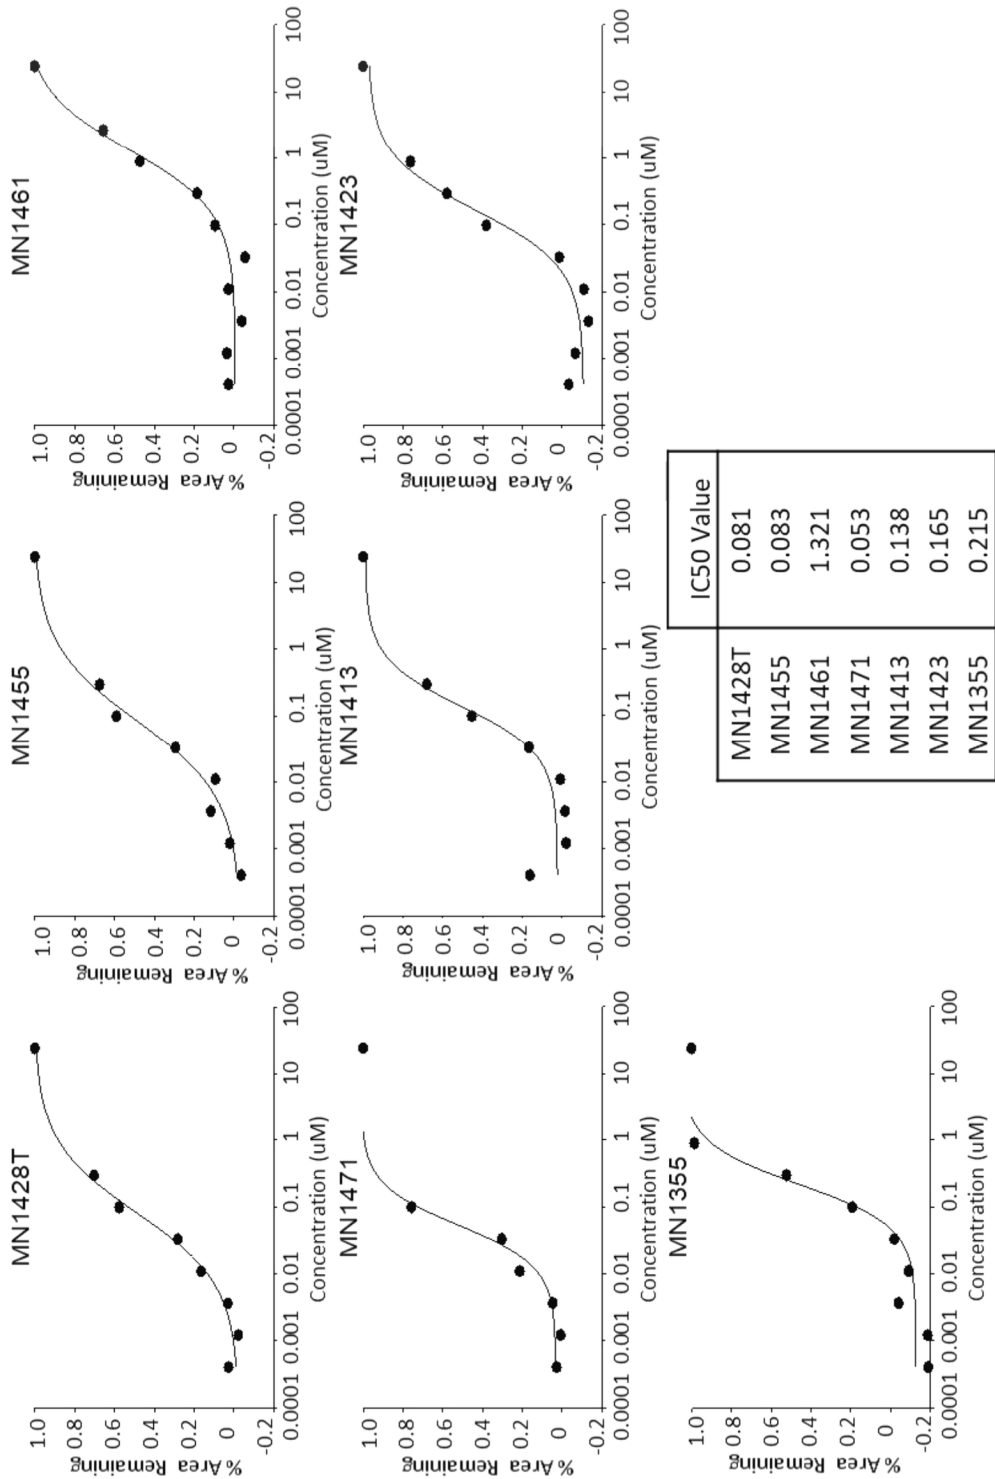 MN1428T
% Area Remaining
1.0
0.8
0.6
0.4
0.2
0
-0.2
0.0001 0.001 0.01 0.1 1 10 100
Concentration (uM)
MN1455
% Area Remaining
1.0
0.8
0.6
0.4
0.2
0
-0.2
0.0001 0.001 0.01 0.1 1 10 100
Concentration (uM)
MN1461
% Area Remaining
1.0
0.8
0.6
0.4
0.2
0
-0.2
0.0001 0.001 0.01 0.1 1 10 100
Concentration (uM)
MN1471
% Area Remaining
1.0
0.8
0.6
0.4
0.2
0
-0.2
0.0001 0.001 0.01 0.1 1 10 100
Concentration (uM)
MN1413
% Area Remaining
1.0
0.8
0.6
0.4
0.2
0
-0.2
0.0001 0.001 0.01 0.1 1 10 100
Concentration (uM)
MN1423
% Area Remaining
1.0
0.8
0.6
0.4
0.2
0
-0.2
0.0001 0.001 0.01 0.1 1 10 100
Concentration (uM)
MN1355
% Area Remaining
1.0
0.8
0.6
0.4
0.2
0
-0.2
0.0001 0.001 0.01 0.1 1 10 100
Concentration (uM)
IC50 Value
MN1428T 0.081
MN1455 0.083
MN1461 1.321
MN1471 0.053
MN1413 0.138
MN1423 0.165
MN1355 0.215